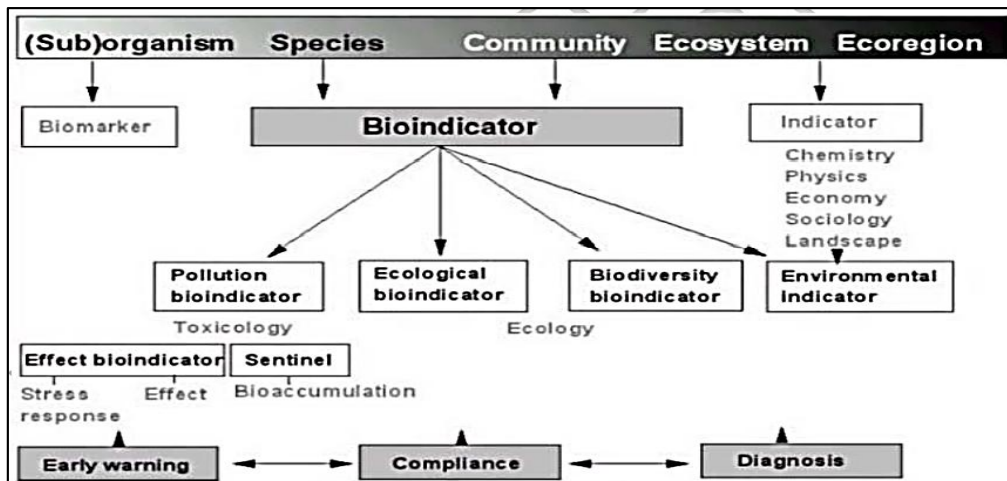 (Sub)organism Species Community Ecosystem Ecoregion
Biomarker
Bioindicator
Indicator
Chemistry
Physics
Economy
Sociology
Landscape
Pollution
bioindicator
Ecological
bioindicator
Biodiversity
bioindicator
Environmental
indicator
Toxicology
Ecology
Effect bioindicator
Sentinel
Stress
response
Effect
Bioaccumulation
Early warning
Compliance
Diagnosis